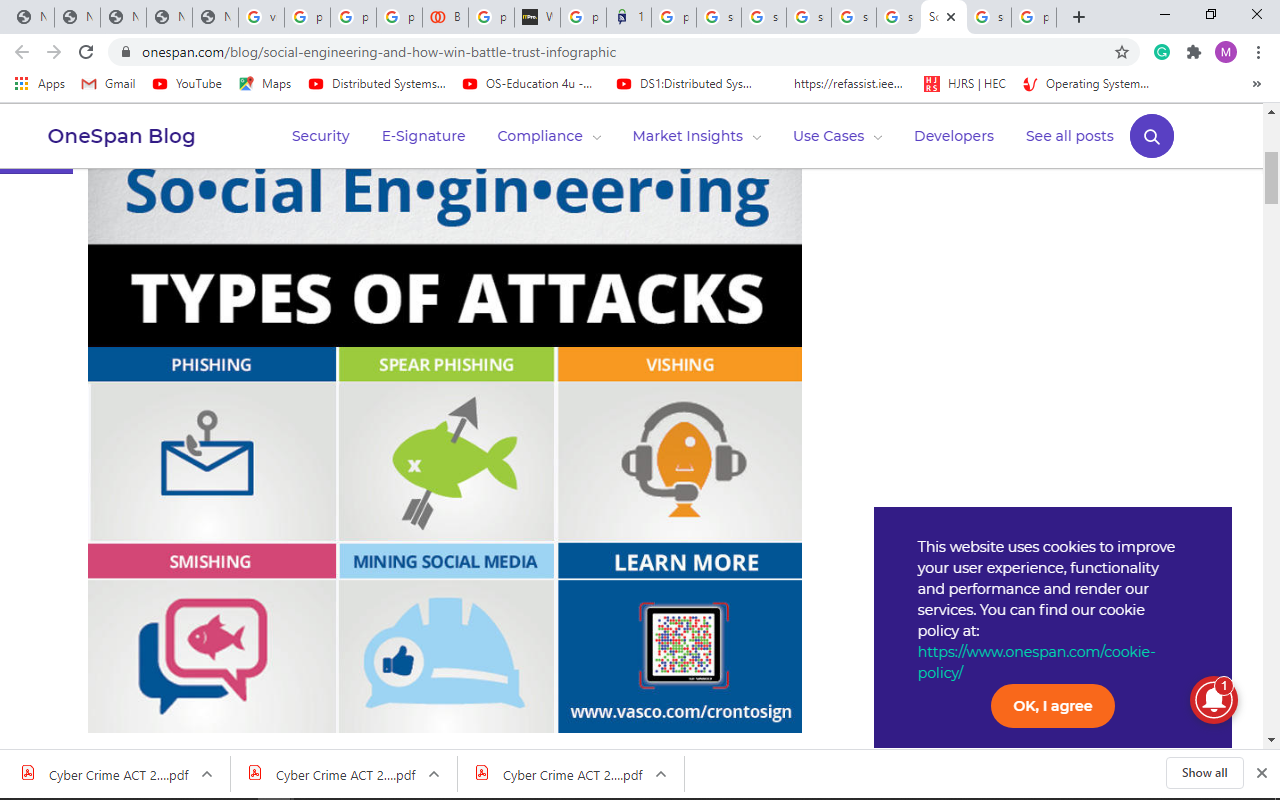 N
N
N
N
N
v
p
p
p
B
p
ITPro.
V
p
1
p
s
s
s
s
s
So
s
p
onespan.com/blog/social-engineering-and-how-win-battle-trust-infographic
M
Apps
Gmail
YouTube
Maps
Distributed Systems...
OS-Education 4u -...
DS1:Distributed Sys...
https://refassist.iee...
HJRS | HEC
Operating System...
OneSpan Blog
Security
E-Signature
Compliance
Market Insights
Use Cases
Developers
See all posts
So•cial En•gin•eer•ing
TYPES OF ATTACKS
PHISHING
SPEAR PHISHING
VISHING
SMISHING
MINING SOCIAL MEDIA
LEARN MORE
www.vasco.com/crontosign
This website uses cookies to improve
your user experience, functionality
and performance and render our
services. You can find our cookie
policy at:
https://www.onespan.com/cookie-
policy/
OK, I agree
1
Cyber Crime ACT 2....pdf
Cyber Crime ACT 2....pdf
Cyber Crime ACT 2....pdf
Show all